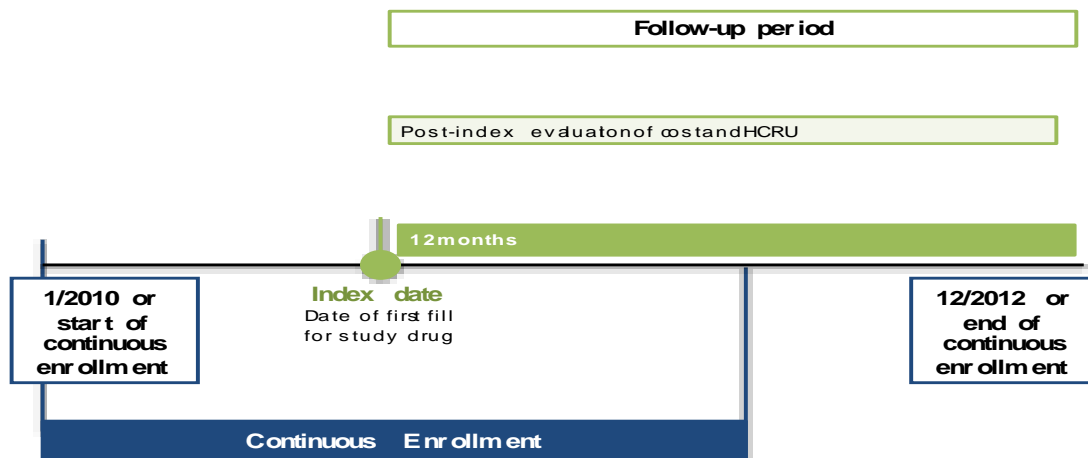 Follow-up period
Post-index evaluaton of cost and HCRU
12 months
Index date
Date of first fill
for study drug
1/2010 or
start of
continuous
enrollment
12/2012 or
end of
continuous
enrollment
Continuous Enrollment